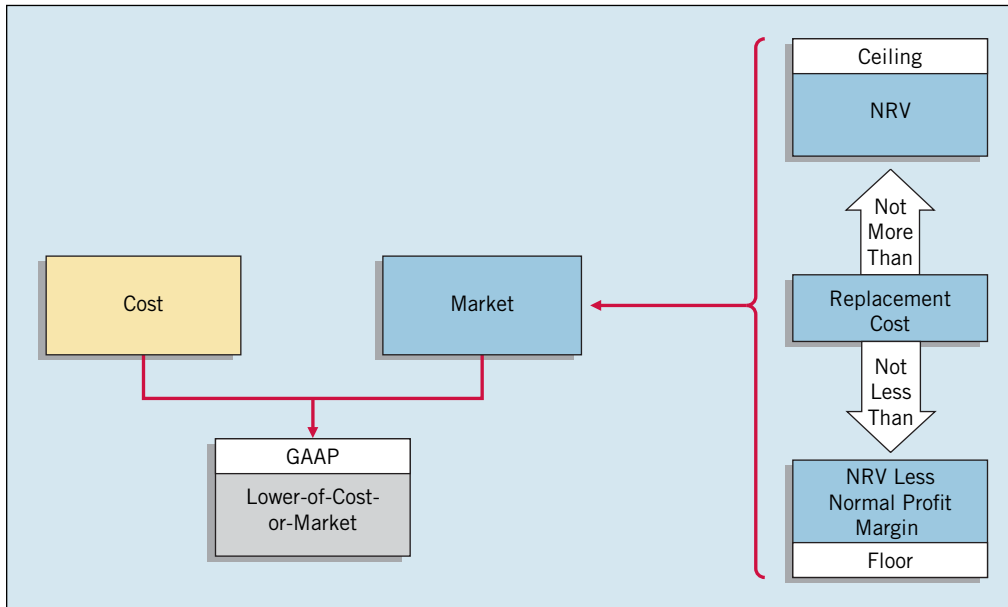 Ceiling
NRV
Not
More
Than
Cost
Market
Replacement
Cost
Not
Less
Than
GAAP
Lower-of-Cost-
or-Market
NRV Less
Normal Profit
Margin
Floor